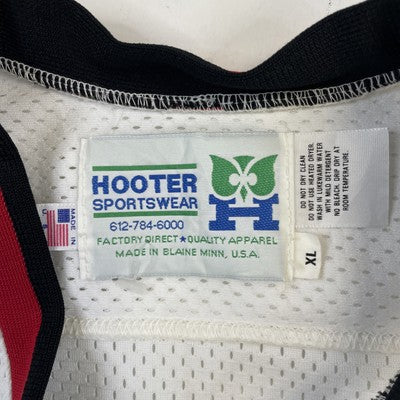 HOOTER
SPORTSWEAR
612-784-6000
FACTORY DIRECT★QUALITY APPAREL
MADE IN BLAINE MINN, U.S.A.
H
MADE IN
U.S.
XL
DO NOT DRY CLEAN
DO NOT USE HEATED DRYER.
WASH IN LUKEWARM WATER
WITH MILD DETERGENT
NO BLEACH. DRIP DRY AT
ROOM TEMPERATURE